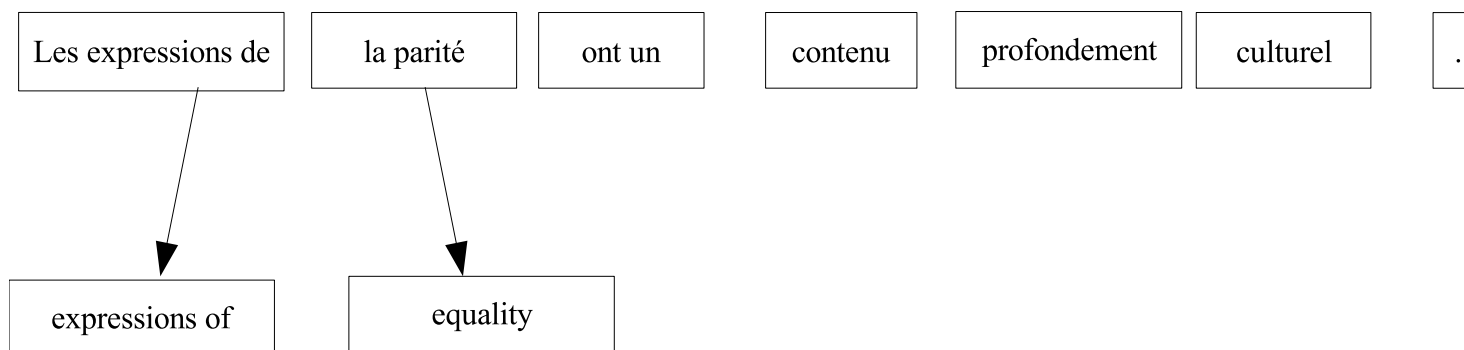 Les expressions de la parité ont un contenu profondement culturel .
expressions of equality